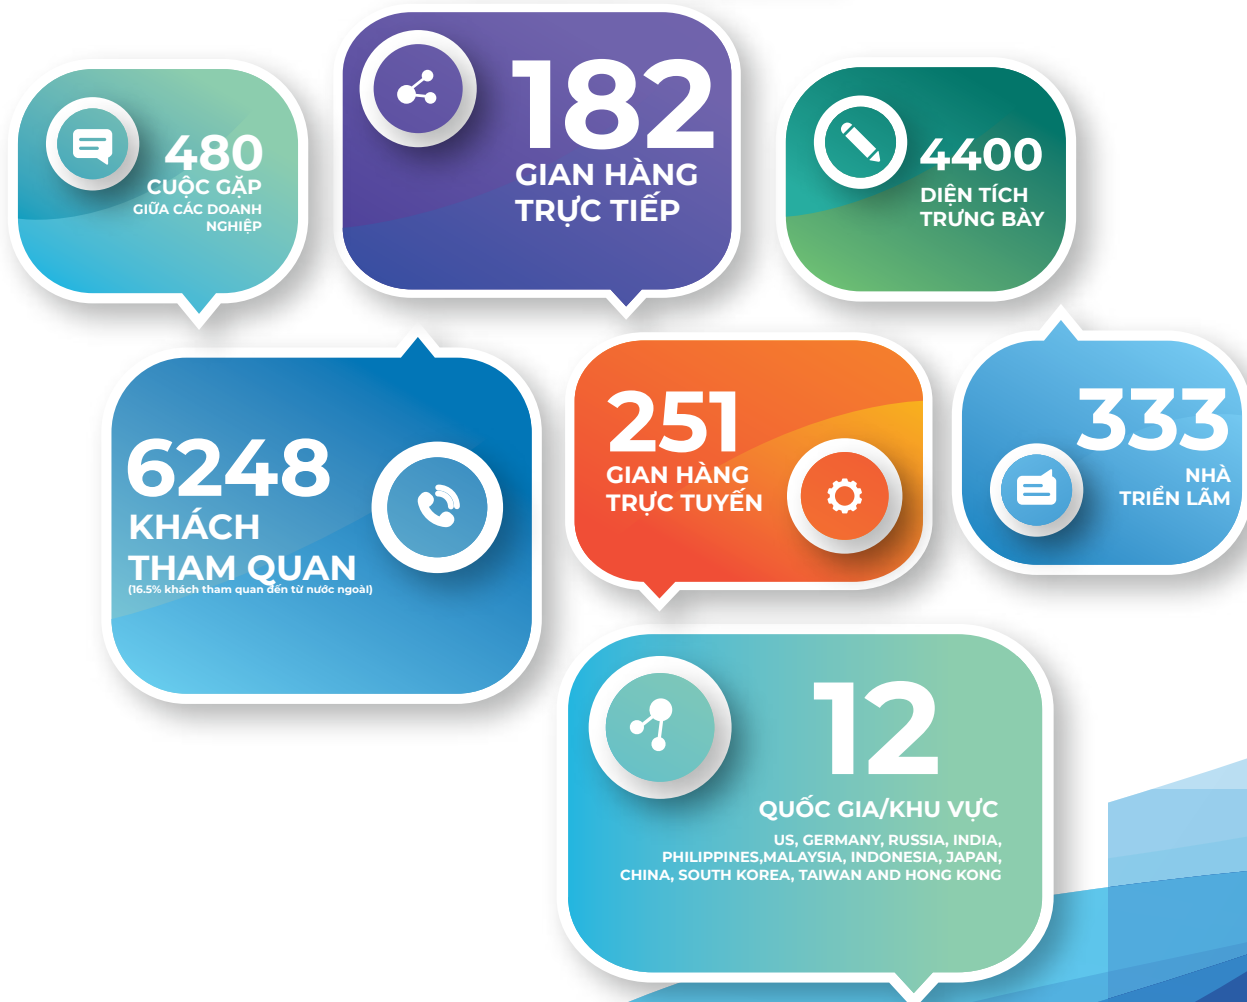 480
CUỘC GẶP
GIỮA CÁC DOANH
NGHIỆP
182
GIAN HÀNG
TRỰC TIẾP
4400
DIỆN TÍCH
TRƯNG BÀY
6248
KHÁCH
THAM QUAN
(16.5% khách tham quan đến từ nước ngoài)
251
GIAN HÀNG
TRỰC TUYẾN
333
NHÀ
TRIỂN LÃM
12
QUỐC GIA/KHU VỰC
US, GERMANY, RUSSIA, INDIA,
PHILIPPINES,MALAYSIA, INDONESIA, JAPAN,
CHINA, SOUTH KOREA, TAIWAN AND HONG KONG